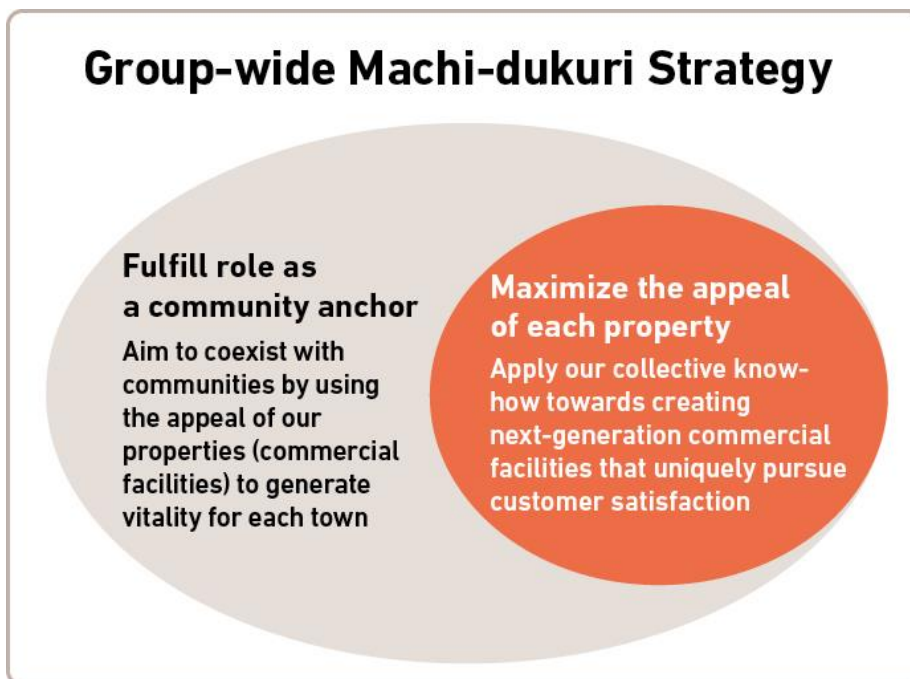 Group-wide Machi-dukuri Strategy
Fulfill role as
a community anchor
Aim to coexist with
communities by using
the appeal of our
properties (commercial
facilities) to generate
vitality for each town
Maximize the appeal
of each property
Apply our collective know-
how towards creating
next-generation commercial
facilities that uniquely pursue
customer satisfaction